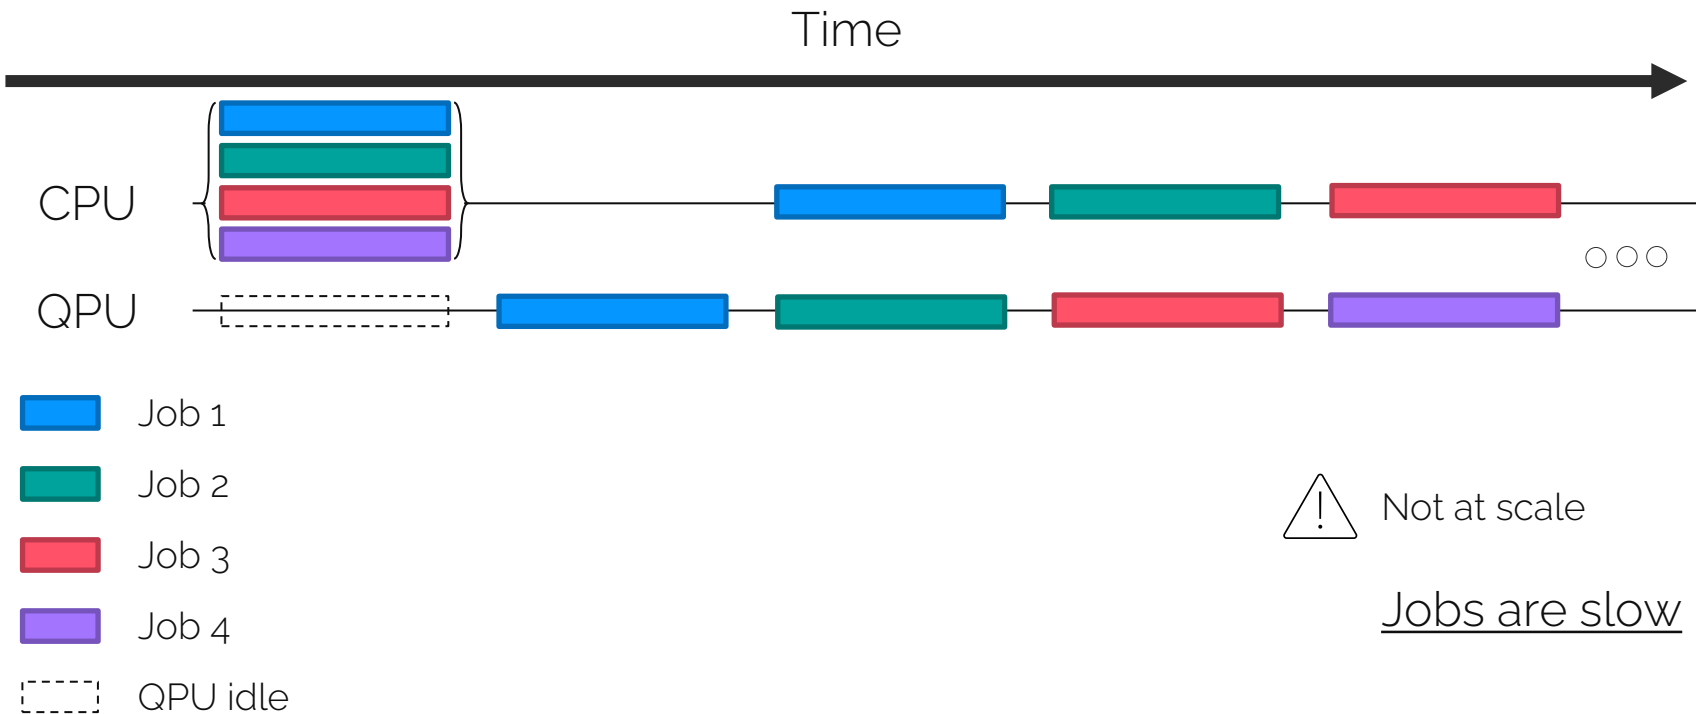 Time
CPU
QPU
Job 1
Job 2
Job 3
Job 4
QPU idle
Not at scale
Jobs are slow